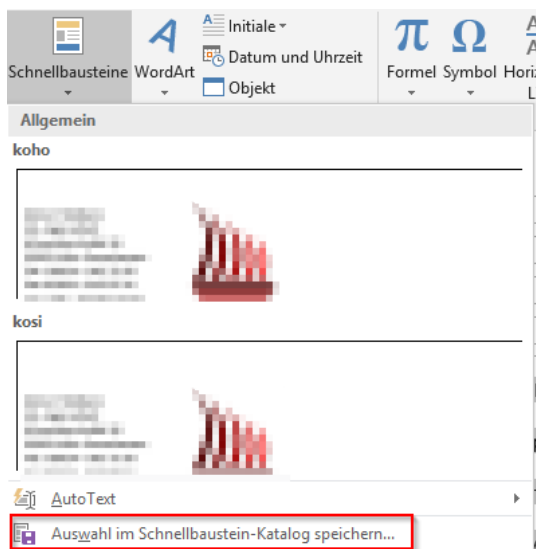 Initiale
Schnellbausteine WordArt
Datum und Uhrzeit
Objekt
Formel Symbol
Allgemein
koho
kosi
AutoText
Auswahl im Schnellbaustein-Katalog speichern...